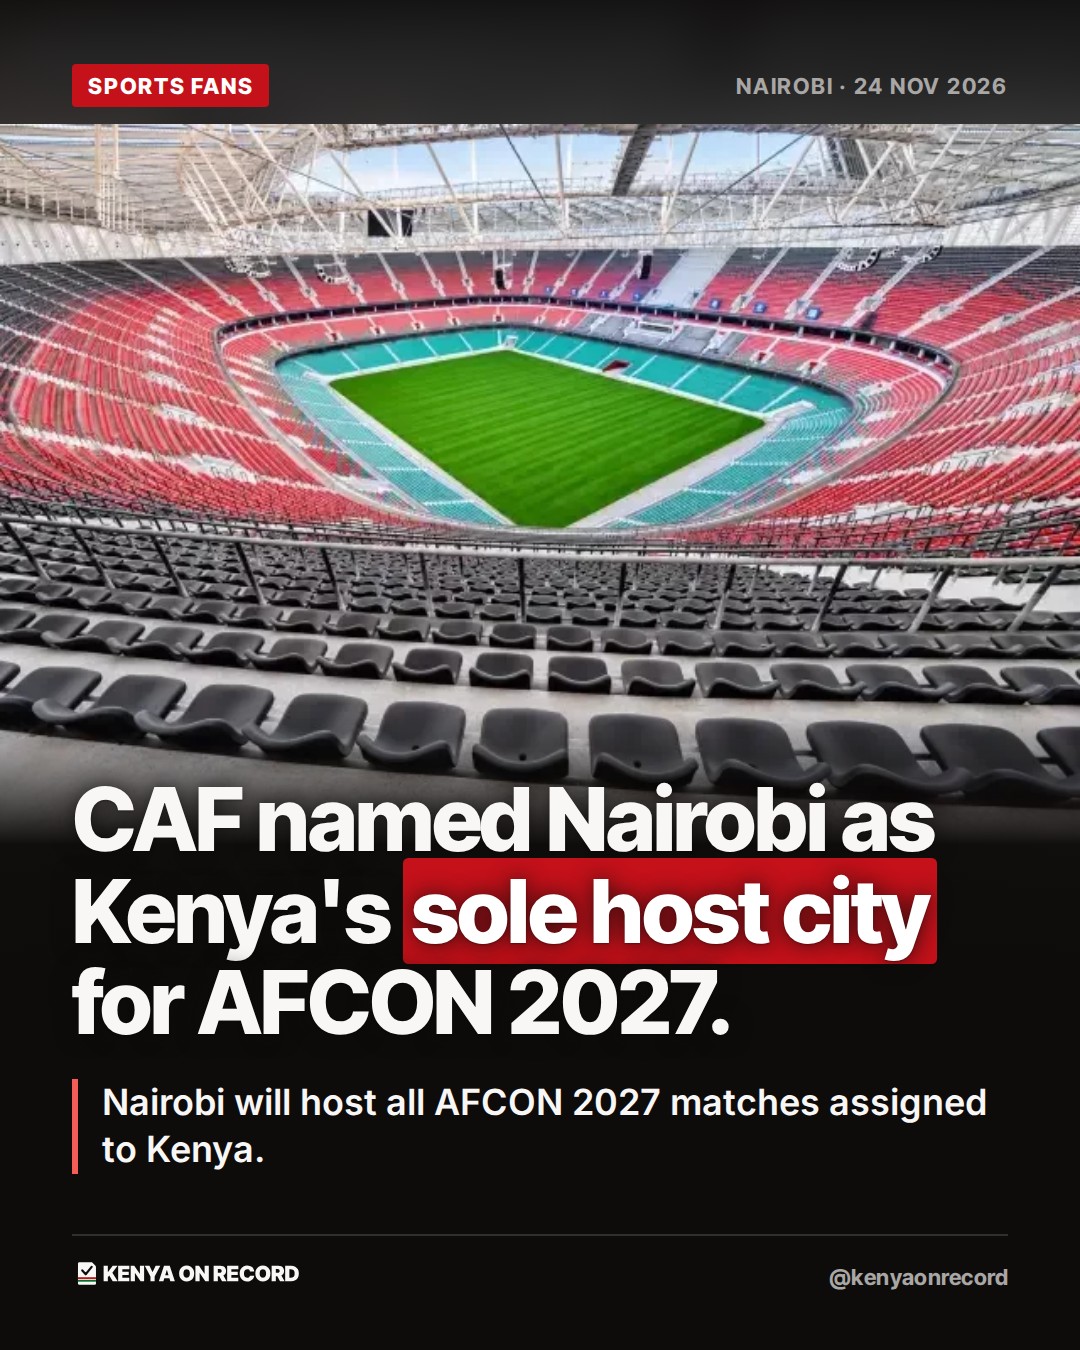 SPORTS FANS
NAIROBI · 24 NOV 2026
CAF named Nairobi as
Kenya's sole host city
for AFCON 2027.
Nairobi will host all AFCON 2027 matches assigned
to Kenya.
KENYA ON RECORD
@kenyaonrecord